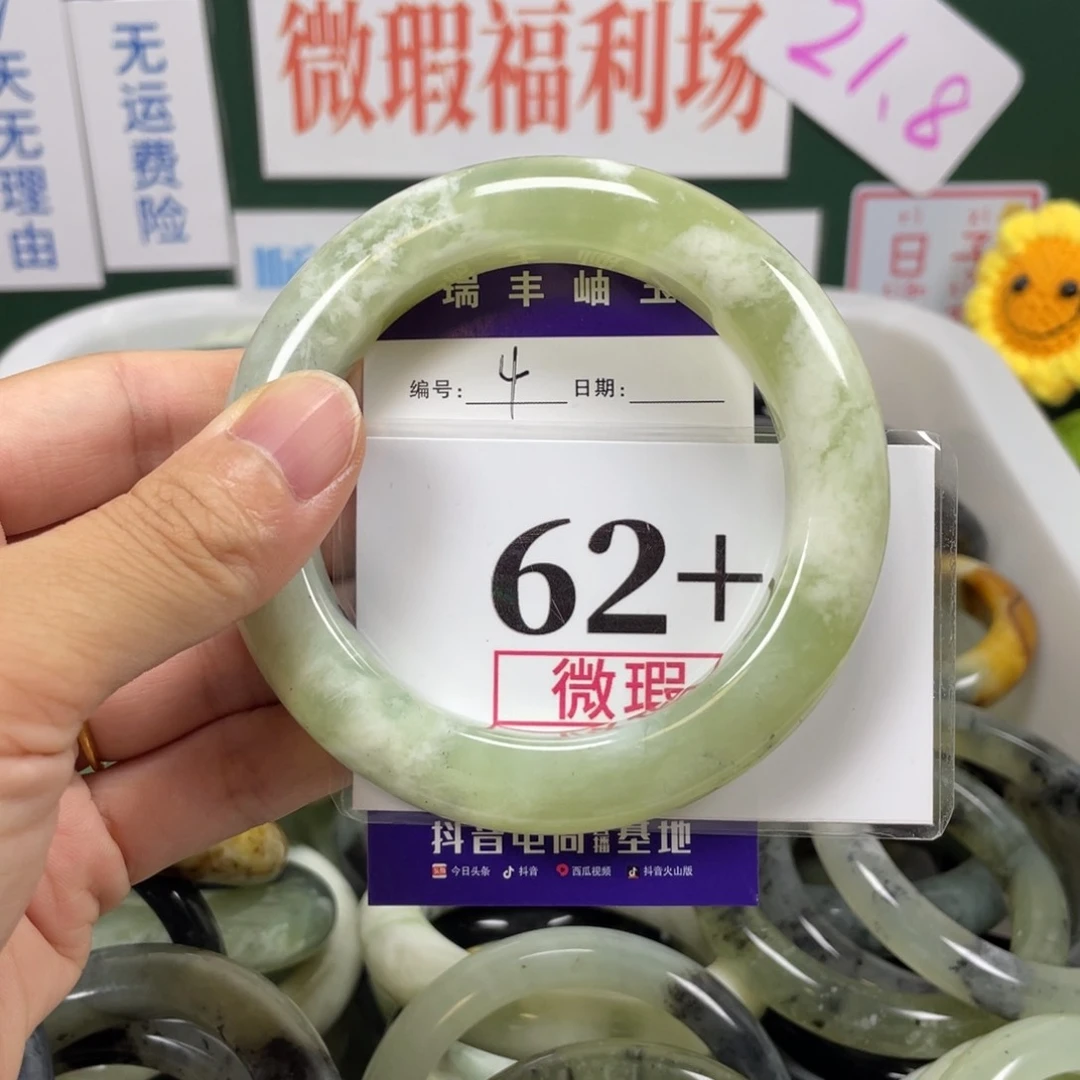 微瑕福利场
21.8
天无理由
无运费险
瑞丰岫玉
编号: 4 日期:
62+
微瑕
抖音电商直播基地
今日头条 抖音 西瓜视频 抖音火山版
日